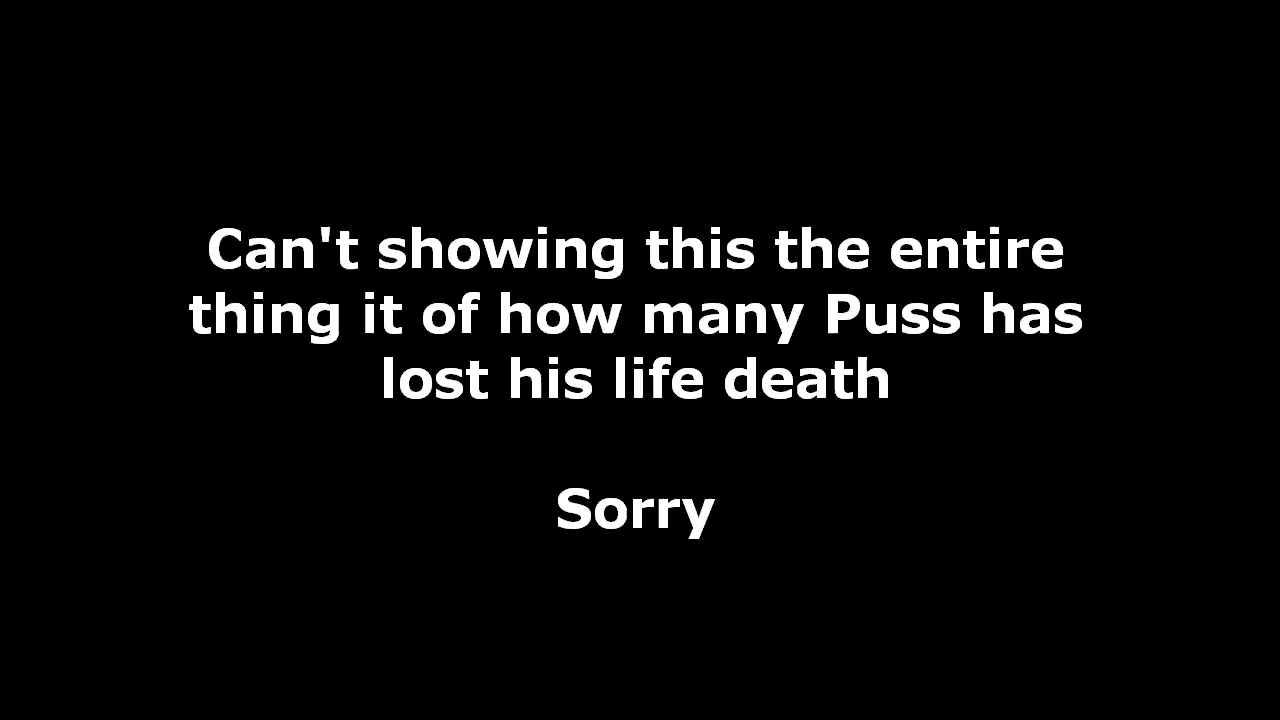 Can't showing this the entire
thing it of how many Puss has
lost his life death
Sorry